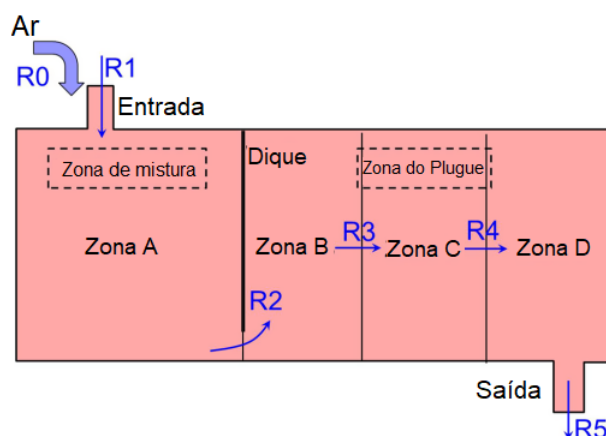 Ar
R0
R1
Entrada
Zona de mistura
Dique
Zona do Plugue
Zona A
Zona B
R3
Zona C
R4
Zona D
R2
Saída
R5